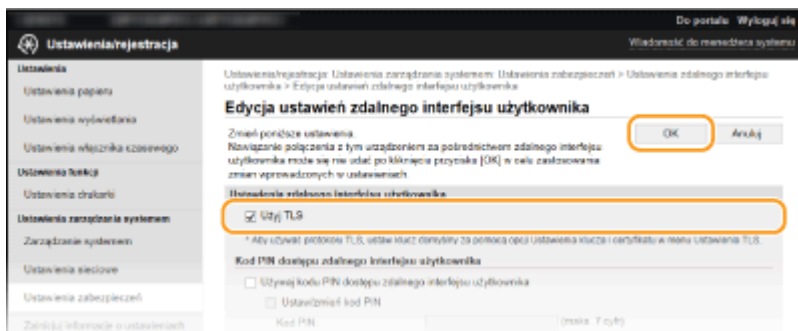 Do portalu Wyloguj się
Ustawienia/rejestracja
Wiadomość do menedżera systemu
Ustawienia
Ustawienia papieru
Ustawienia wyświetlania
Ustawienia włącznika czasowego
Ustawienia funkcji
Ustawienia drukarki
Ustawienia zarządzania systemem
Zarządzanie systemem
Ustawienia sieciowe
Ustawienia zabezpieczeń
Zainicjuj informacje o ustawieniach
Ustawienia/rejestracja: Ustawienia zarządzania systemem: Ustawienia zabezpieczeń > Ustawienia zdalnego interfejsu
użytkownika > Edycja ustawień zdalnego interfejsu użytkownika
Edycja ustawień zdalnego interfejsu użytkownika
Zmień poniższe ustawienia.
Nawiązanie połączenia z tym urządzeniem za pośrednictwem zdalnego interfejsu
użytkownika może się nie udać po kliknięciu przycisku [OK] w celu zastosowania
zmian wprowadzonych w ustawieniach.
OK Anuluj
Ustawienia zdalnego interfejsu użytkownika
Użyj TLS
* Aby używać protokołu TLS, ustaw klucz domyślny za pomocą opcji Ustawienia klucza i certyfikatu w menu Ustawienia TLS.
Kod PIN dostępu zdalnego interfejsu użytkownika
Używaj kodu PIN dostępu zdalnego interfejsu użytkownika
Ustaw/zmień kod PIN
Kod PIN (maks. 7 cyfr)